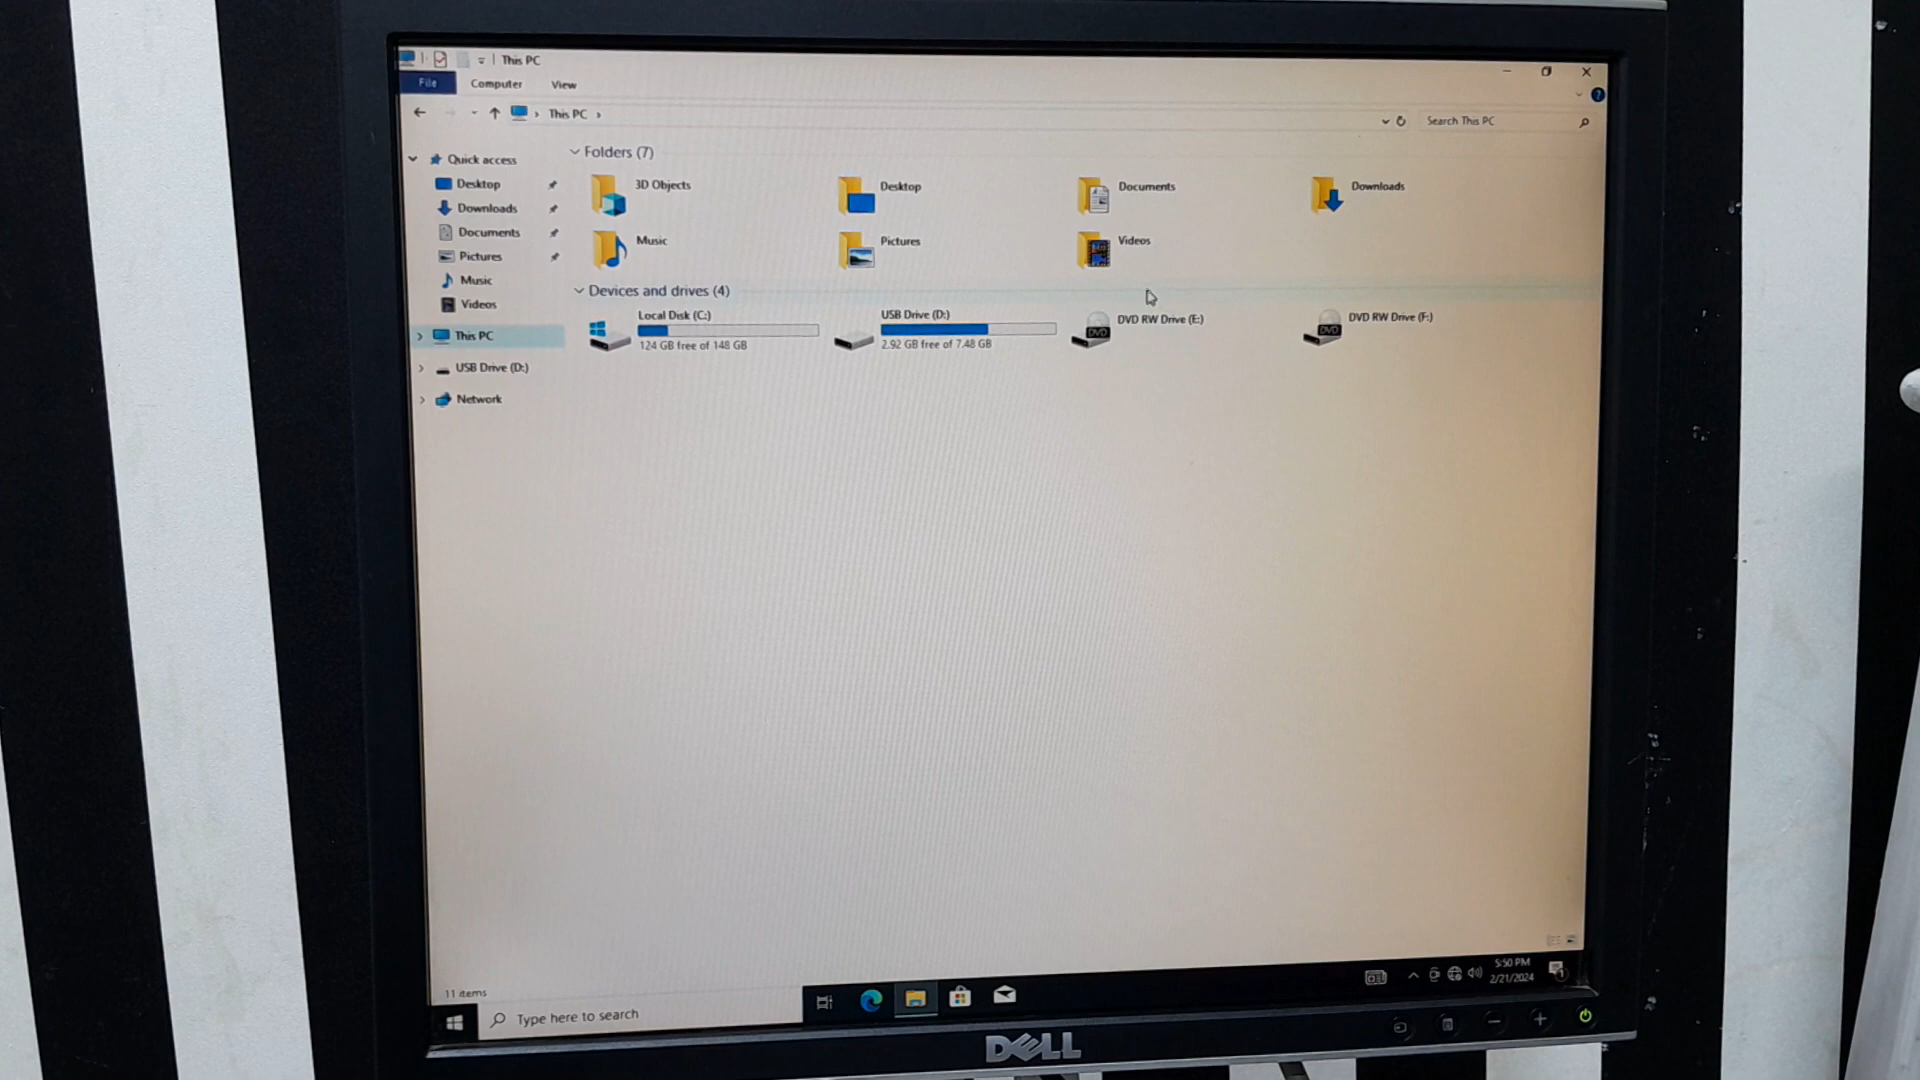 This PC
File Computer View
This PC
Search This PC
Quick access
Desktop
Downloads
Documents
Pictures
Music
Videos
This PC
USB Drive (D:)
Network
Folders (7)
3D Objects
Desktop
Documents
Downloads
Music
Pictures
Videos
Devices and drives (4)
Local Disk (C:)
124 GB free of 148 GB
USB Drive (D:)
2.92 GB free of 7.48 GB
DVD RW Drive (E:)
DVD
DVD RW Drive (F:)
DVD
11 items
Type here to search
5:50 PM
2/21/2024
1
DELL